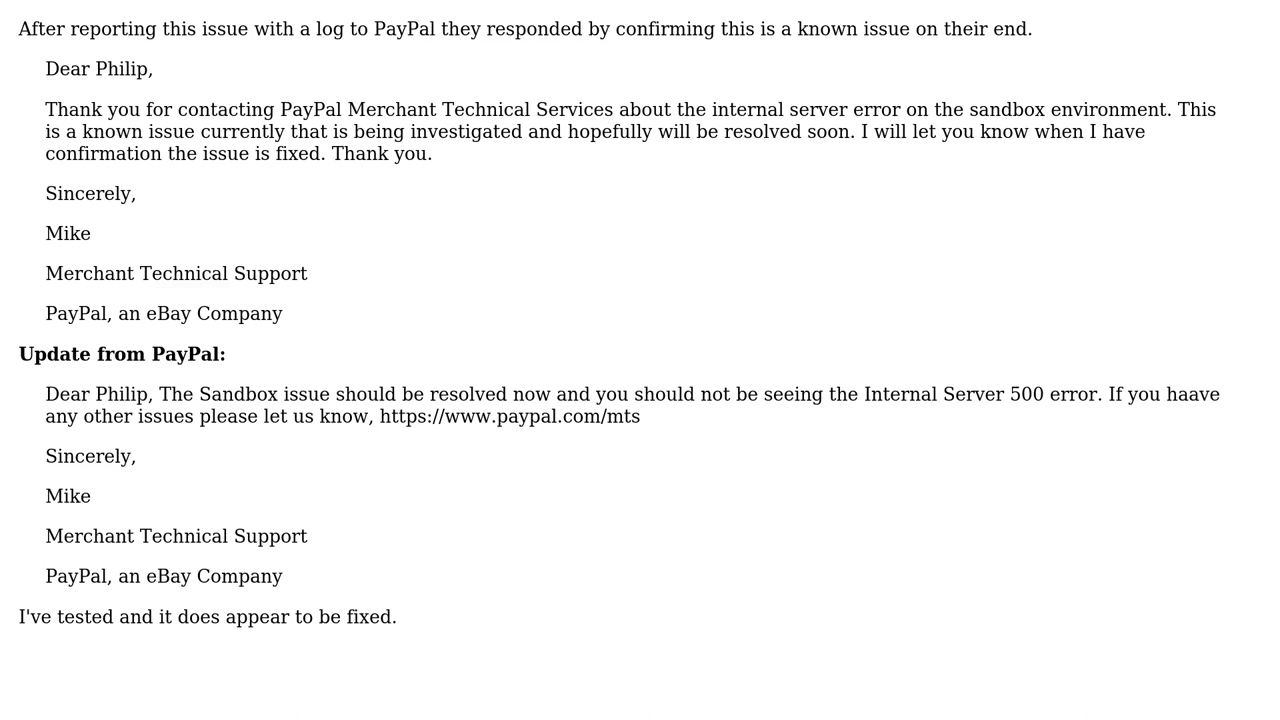 After reporting this issue with a log to PayPal they responded by confirming this is a known issue on their end.
Dear Philip,
Thank you for contacting PayPal Merchant Technical Services about the internal server error on the sandbox environment. This
is a known issue currently that is being investigated and hopefully will be resolved soon. I will let you know when I have
confirmation the issue is fixed. Thank you.
Sincerely,
Mike
Merchant Technical Support
PayPal, an eBay Company
Update from PayPal:
Dear Philip, The Sandbox issue should be resolved now and you should not be seeing the Internal Server 500 error. If you haave
any other issues please let us know, https://www.paypal.com/mts
Sincerely,
Mike
Merchant Technical Support
PayPal, an eBay Company
I've tested and it does appear to be fixed.